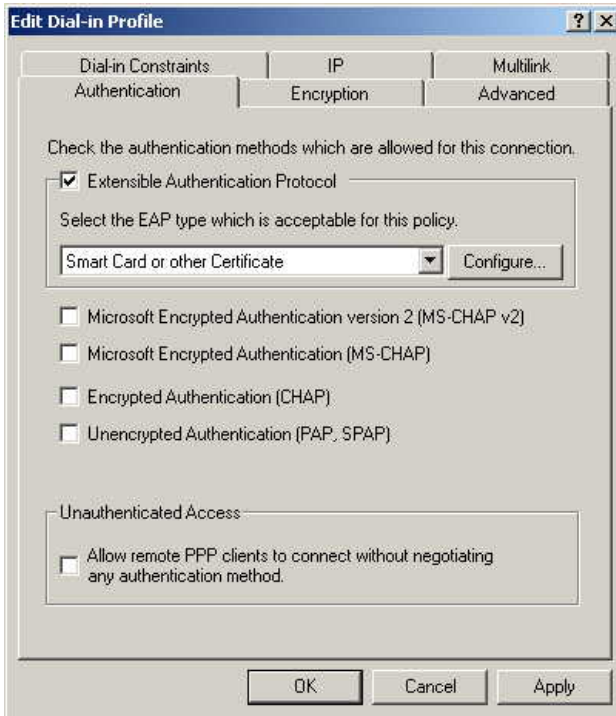 Edit Dial-in Profile
Dial-in Constraints IP Multilink
Authentication Encryption Advanced
Check the authentication methods which are allowed for this connection.
Extensible Authentication Protocol
Select the EAP type which is acceptable for this policy.
Smart Card or other Certificate Configure...
Microsoft Encrypted Authentication version 2 (MS-CHAP v2)
Microsoft Encrypted Authentication (MS-CHAP)
Encrypted Authentication (CHAP)
Unencrypted Authentication (PAP, SPAP)
Unauthenticated Access
Allow remote PPP clients to connect without negotiating
any authentication method.
OK Cancel Apply